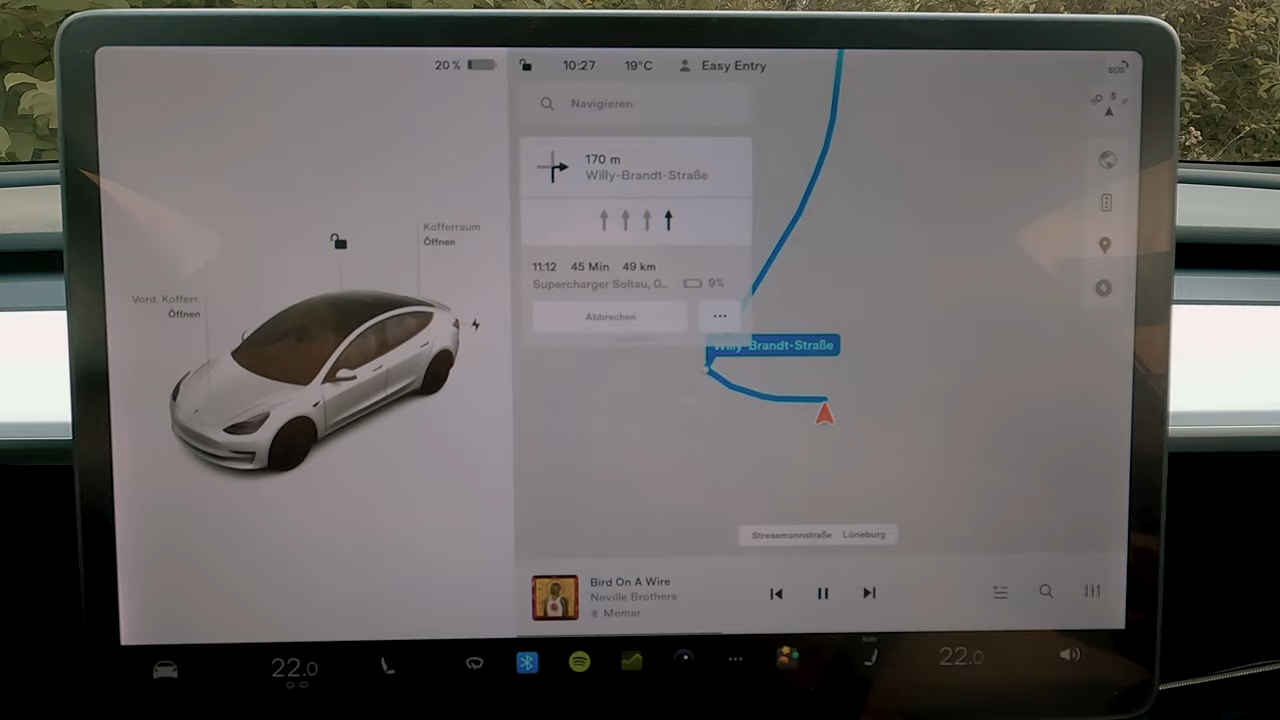 20 %
10:27 19°C Easy Entry
SOS
Navigieren
170 m
Willy-Brandt-Straße
11:12 45 Min 49 km
Supercharger Soltau, G... 9%
Abbrechen
Kofferraum
Öffnen
Vord. Kofferr.
Öffnen
Willy-Brandt-Straße
Stresemannstraße Lüneburg
Bird On A Wire
Neville Brothers
Memar
22.0
Auto
22.0